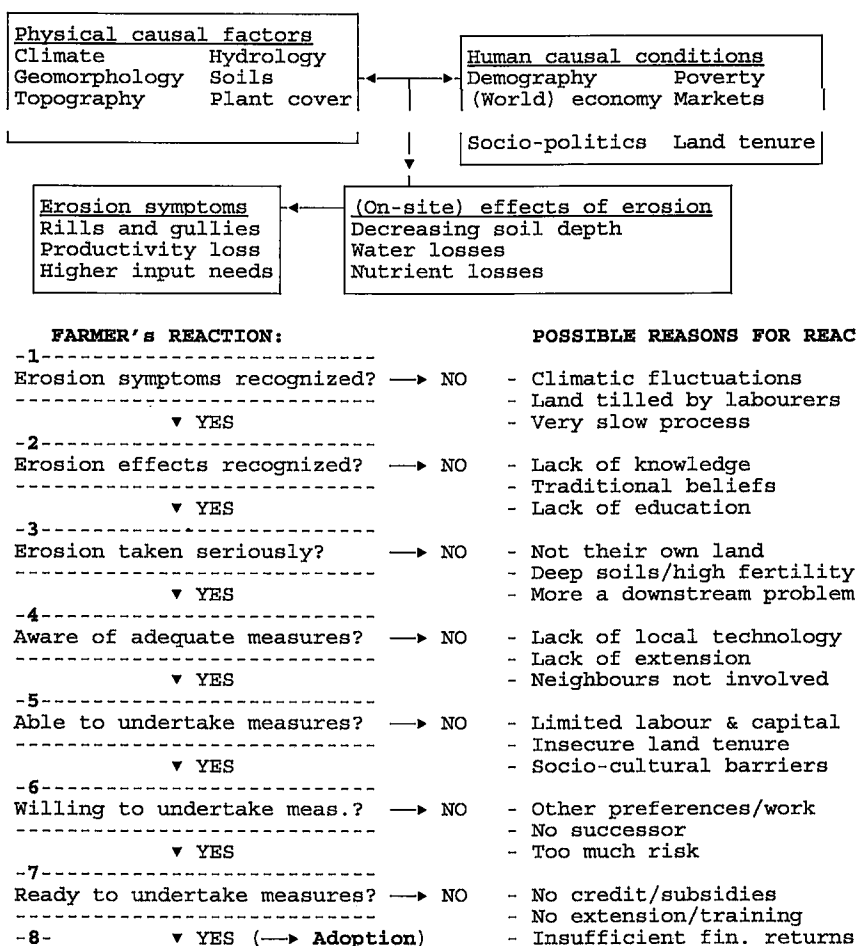 Physical causal factors
Climate Hydrology
Geomorphology Soils
Topography Plant cover
Human causal conditions
Demography Poverty
(World) economy Markets
Socio-politics Land tenure
Erosion symptoms
Rills and gullies
Productivity loss
Higher input needs
(On-site) effects of erosion
Decreasing soil depth
Water losses
Nutrient losses
FARMER's REACTION: POSSIBLE REASONS FOR REAC
-1-------------------------
Erosion symptoms recognized? → NO - Climatic fluctuations
- Land tilled by labourers
▼ YES - Very slow process
-2-------------------------
Erosion effects recognized? → NO - Lack of knowledge
- Traditional beliefs
▼ YES - Lack of education
-3-------------------------
Erosion taken seriously? → NO - Not their own land
- Deep soils/high fertility
▼ YES - More a downstream problem
-4-------------------------
Aware of adequate measures? → NO - Lack of local technology
- Lack of extension
▼ YES - Neighbours not involved
-5-------------------------
Able to undertake measures? → NO - Limited labour & capital
- Insecure land tenure
▼ YES - Socio-cultural barriers
-6-------------------------
Willing to undertake meas.? → NO - Other preferences/work
- No successor
▼ YES - Too much risk
-7-------------------------
Ready to undertake measures? → NO - No credit/subsidies
- No extension/training
-8- ▼ YES (→ Adoption) - Insufficient fin. returns